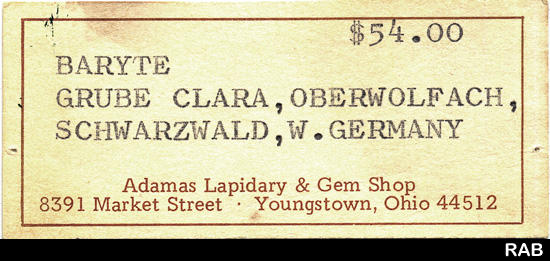 $54.00
BARYTE
GRUBE CLARA,OBERWOLFACH,
SCHWARZWALD,W.GERMANY
Adamas Lapidary & Gem Shop
8391 Market Street · Youngstown, Ohio 44512
RAB